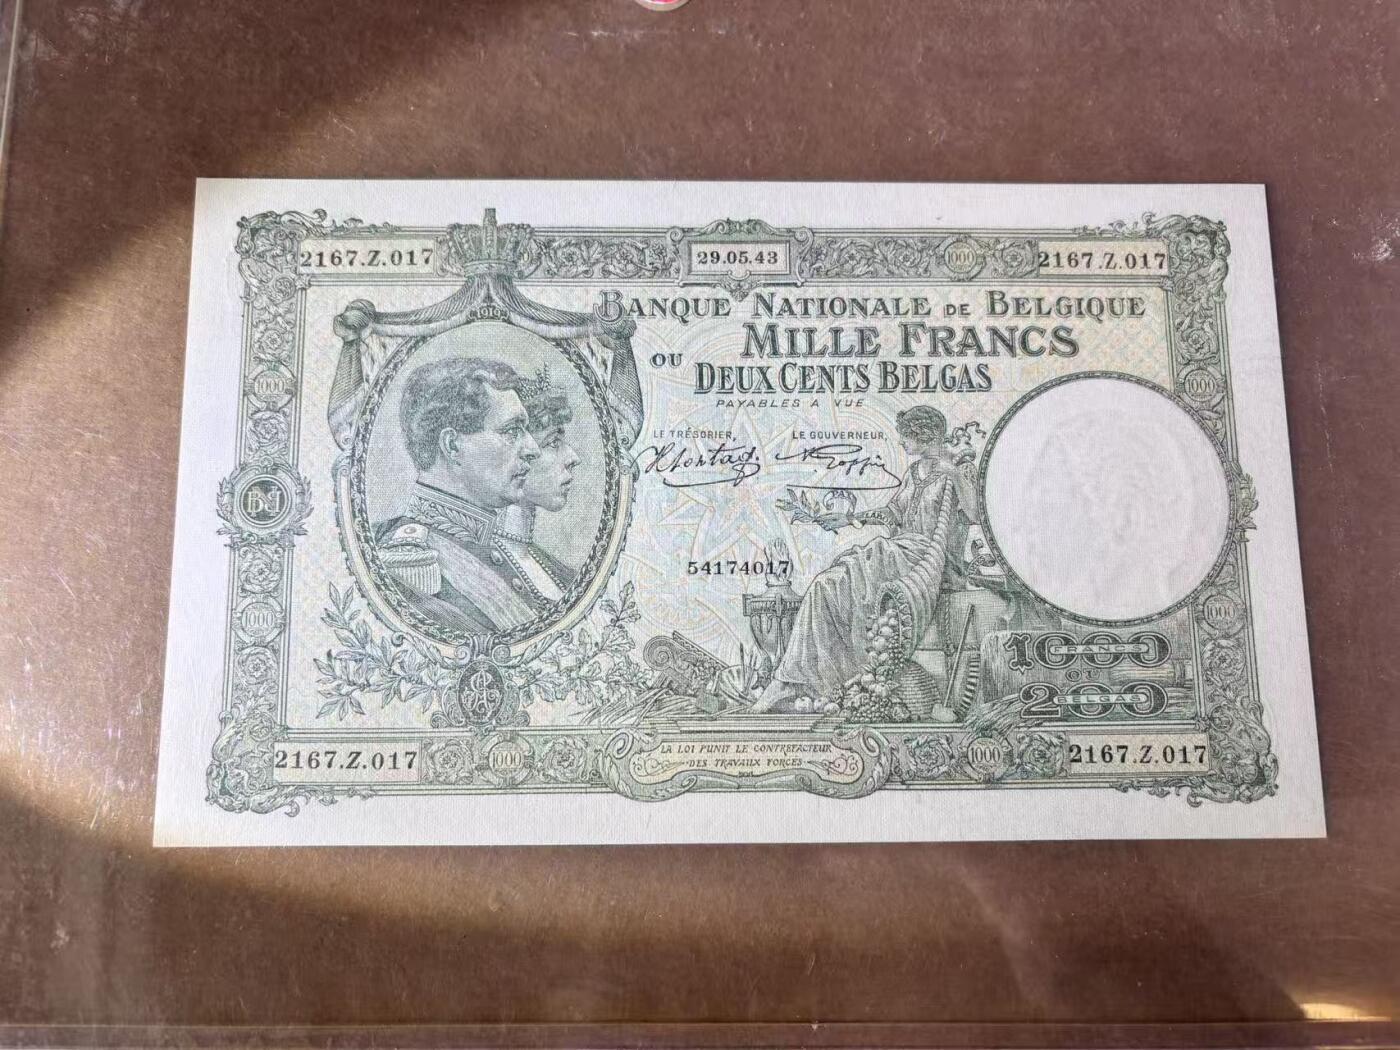 2167.Z.017
29.05.43
2167.Z.017
1919
BANQUE NATIONALE DE BELGIQUE
MILLE FRANCS
OU
DEUX CENTS BELGAS
PAYABLES A VUE
LE TRÉSORIER,
LE GOUVERNEUR,
1000
1000
1000
BNB
54174017
1000
1000
1000
FRANCS
OU
200
BELGAS
2167.Z.017
1000
LA LOI PUNIT LE CONTREFACTEUR
DES TRAVAUX FORCÉS
1000
2167.Z.017